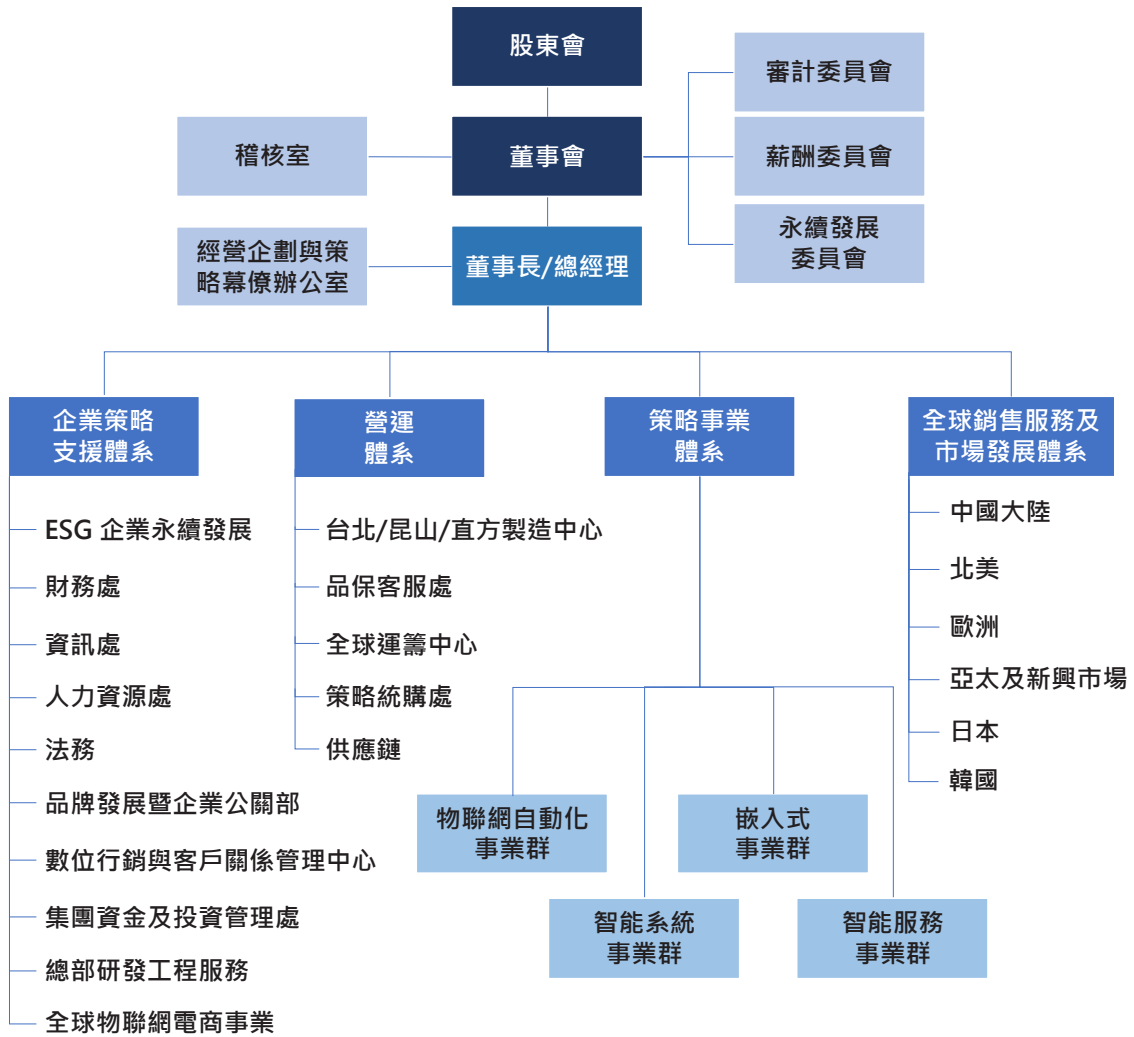 股東會
審計委員會
稽核室
董事會
薪酬委員會
永續發展
委員會
經營企劃與策
略幕僚辦公室
董事長/總經理
企業策略
支援體系
ESG 企業永續發展
財務處
資訊處
人力資源處
法務
品牌發展暨企業公關部
數位行銷與客戶關係管理中心
集團資金及投資管理處
總部研發工程服務
全球物聯網電商事業
營運
體系
台北/昆山/直方製造中心
品保客服處
全球運籌中心
策略統購處
供應鏈
策略事業
體系
物聯網自動化
事業群
嵌入式
事業群
智能系統
事業群
智能服務
事業群
全球銷售服務及
市場發展體系
中國大陸
北美
歐洲
亞太及新興市場
日本
韓國